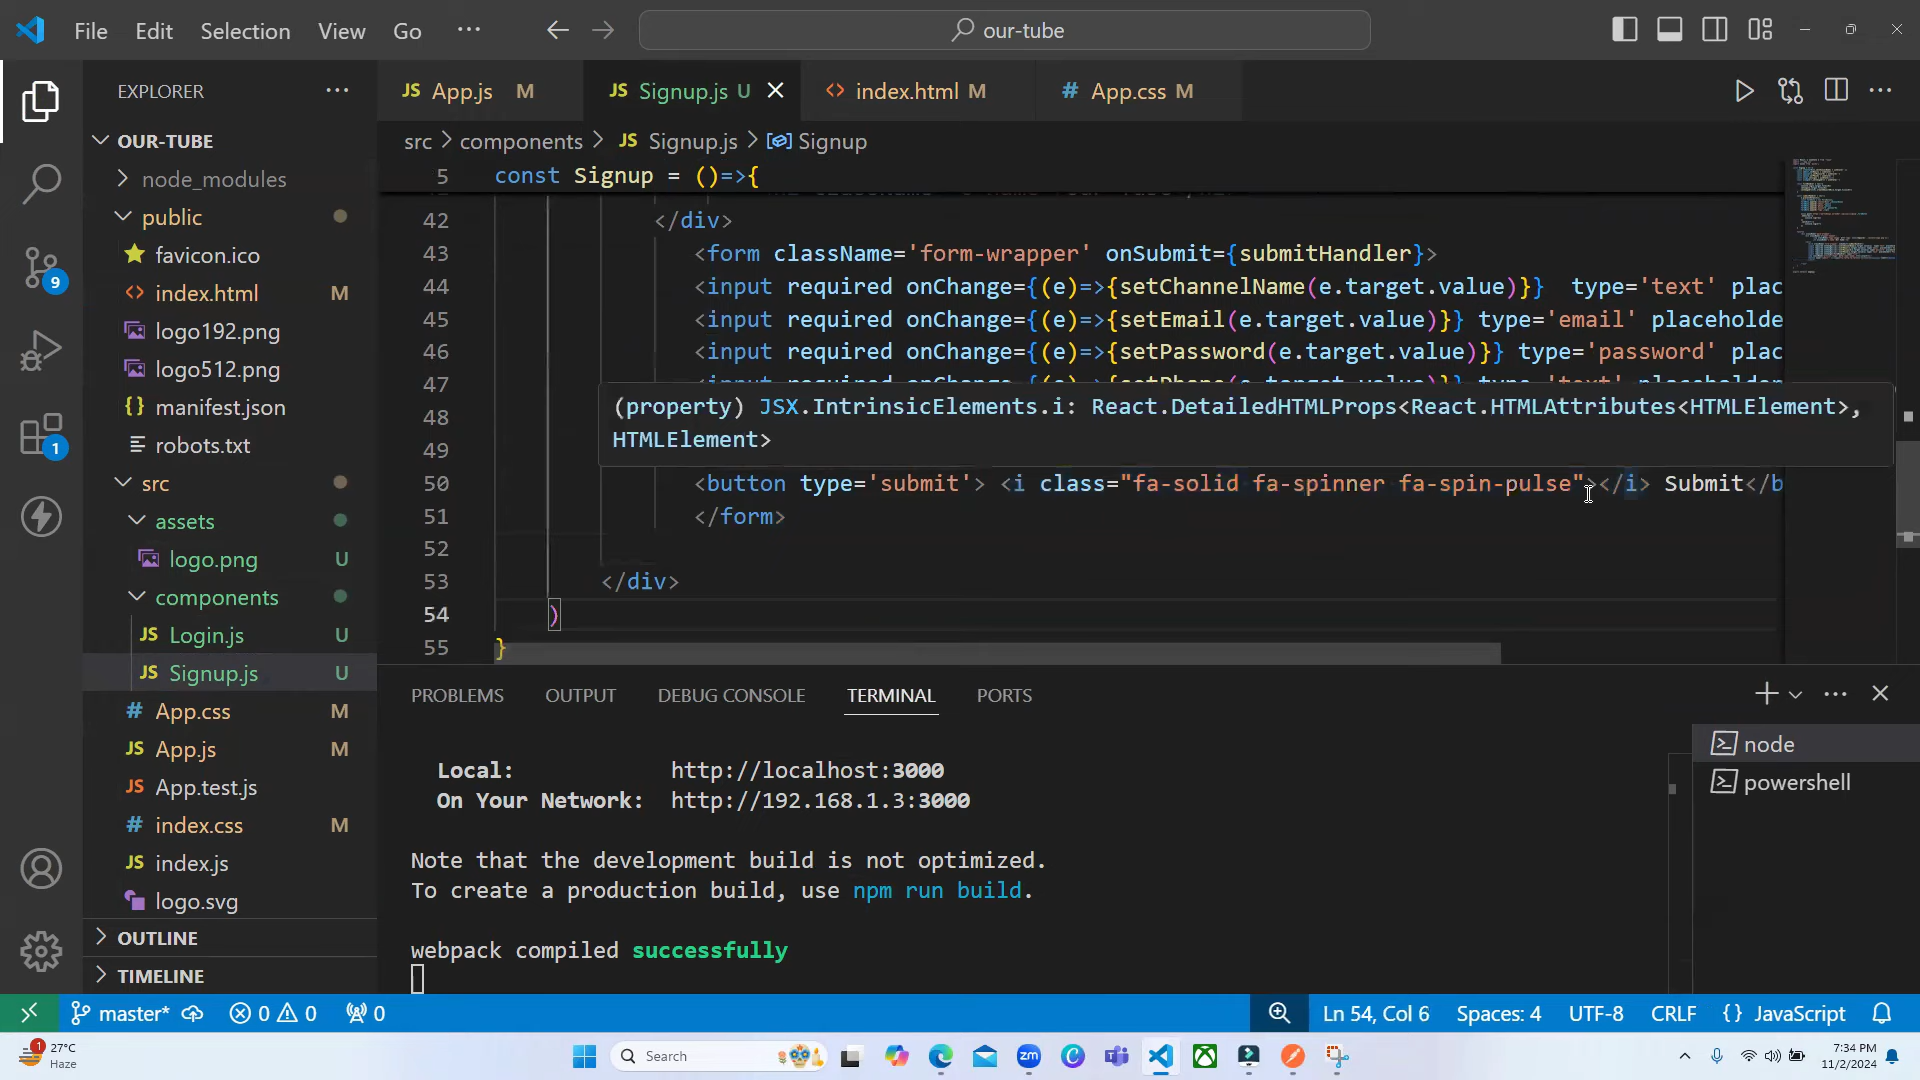 File Edit Selection View Go ··· our-tube
EXPLORER
OUR-TUBE
node_modules
public
favicon.ico
index.html M
logo192.png
logo512.png
manifest.json
robots.txt
src
assets
logo.png U
components
Login.js U
Signup.js U
App.css M
App.js M
App.test.js
index.css M
index.js
logo.svg
OUTLINE
TIMELINE
9
1
JS App.js M JS Signup.js U index.html M # App.css M
src > components > JS Signup.js > Signup
5 const Signup = ()=>{
42 </div>
43 <form className='form-wrapper' onSubmit={submitHandler}>
44 <input required onChange={(e)=>{setChannelName(e.target.value)}} type='text' plac
45 <input required onChange={(e)=>{setEmail(e.target.value)}} type='email' placeholde
46 <input required onChange={(e)=>{setPassword(e.target.value)}} type='password' plac
47
48 (property) JSX.IntrinsicElements.i: React.DetailedHTMLProps<React.HTMLAttributes<HTMLElement>,
49 HTMLElement>
50 <button type='submit'> <i class="fa-solid fa-spinner fa-spin-pulse"></i> Submit</b
51 </form>
52
53 </div>
54 )
55 }
PROBLEMS OUTPUT DEBUG CONSOLE TERMINAL PORTS
Local: http://localhost:3000
On Your Network: http://192.168.1.3:3000
Note that the development build is not optimized.
To create a production build, use npm run build.
webpack compiled successfully
node
powershell
master* 0 0 0 Ln 54, Col 6 Spaces: 4 UTF-8 CRLF {} JavaScript
1 27°C
Haze
Search
zm
7:34 PM
11/2/2024